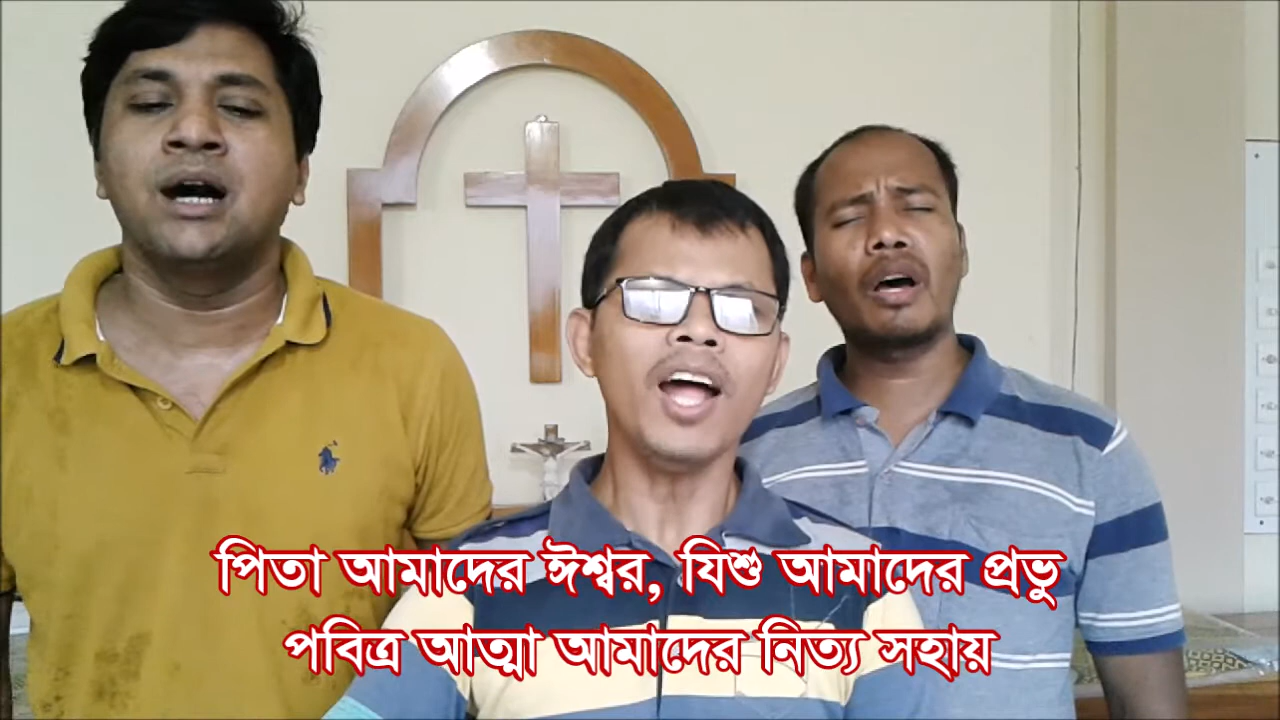 পিতা আমাদের ঈশ্বর, যিশু আমাদের প্রভু
পবিত্র আত্মা আমাদের নিত্য সহায়